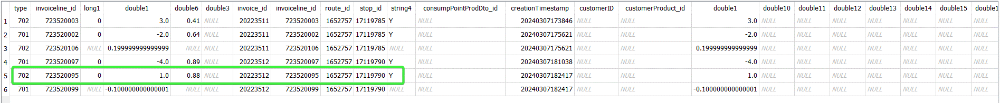 type invoiceline_id long1 double1 double6 double3 invoice_id invoiceline_id route_id stop_id string4 consumpPointProdDto_id creationTimestamp customerID customerProduct_id double1 double10 double11 double12 double13 double14 double15 double1
1 702 723520003 0 3.0 0.41 NULL 20223511 723520003 1652757 17119785 Y NULL 20240307173846 NULL NULL 3.0 NULL NULL NULL NULL NULL NULL NULL
2 701 723520002 0 -2.0 0.64 NULL 20223511 723520002 1652757 17119785 Y NULL 20240307175621 NULL NULL -2.0 NULL NULL NULL NULL NULL NULL NULL
3 702 723520106 NULL 0.199999999999999 NULL NULL 20223511 723520106 1652757 17119785 NULL NULL 20240307175621 NULL NULL 0.199999999999999 NULL NULL NULL NULL NULL NULL NULL
4 701 723520097 0 -4.0 0.89 NULL 20223512 723520097 1652757 17119790 Y NULL 20240307181038 NULL NULL -4.0 NULL NULL NULL NULL NULL NULL NULL
5 702 723520095 0 1.0 0.88 NULL 20223512 723520095 1652757 17119790 Y NULL 20240307182417 NULL NULL 1.0 NULL NULL NULL NULL NULL NULL NULL
6 701 723520099 NULL -0.100000000000001 NULL NULL 20223512 723520099 1652757 17119790 NULL NULL 20240307182417 NULL NULL -0.100000000000001 NULL NULL NULL NULL NULL NULL NULL